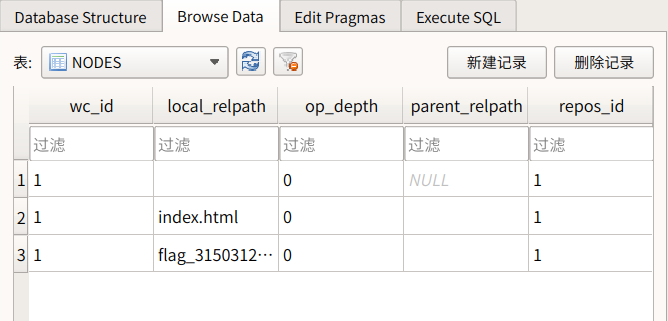 Database Structure Browse Data Edit Pragmas Execute SQL
表: NODES 新建记录 删除记录
wc_id local_relpath op_depth parent_relpath repos_id
过滤 过滤 过滤 过滤 过滤
1 1 0 NULL 1
2 1 index.html 0 1
3 1 flag_3150312… 0 1